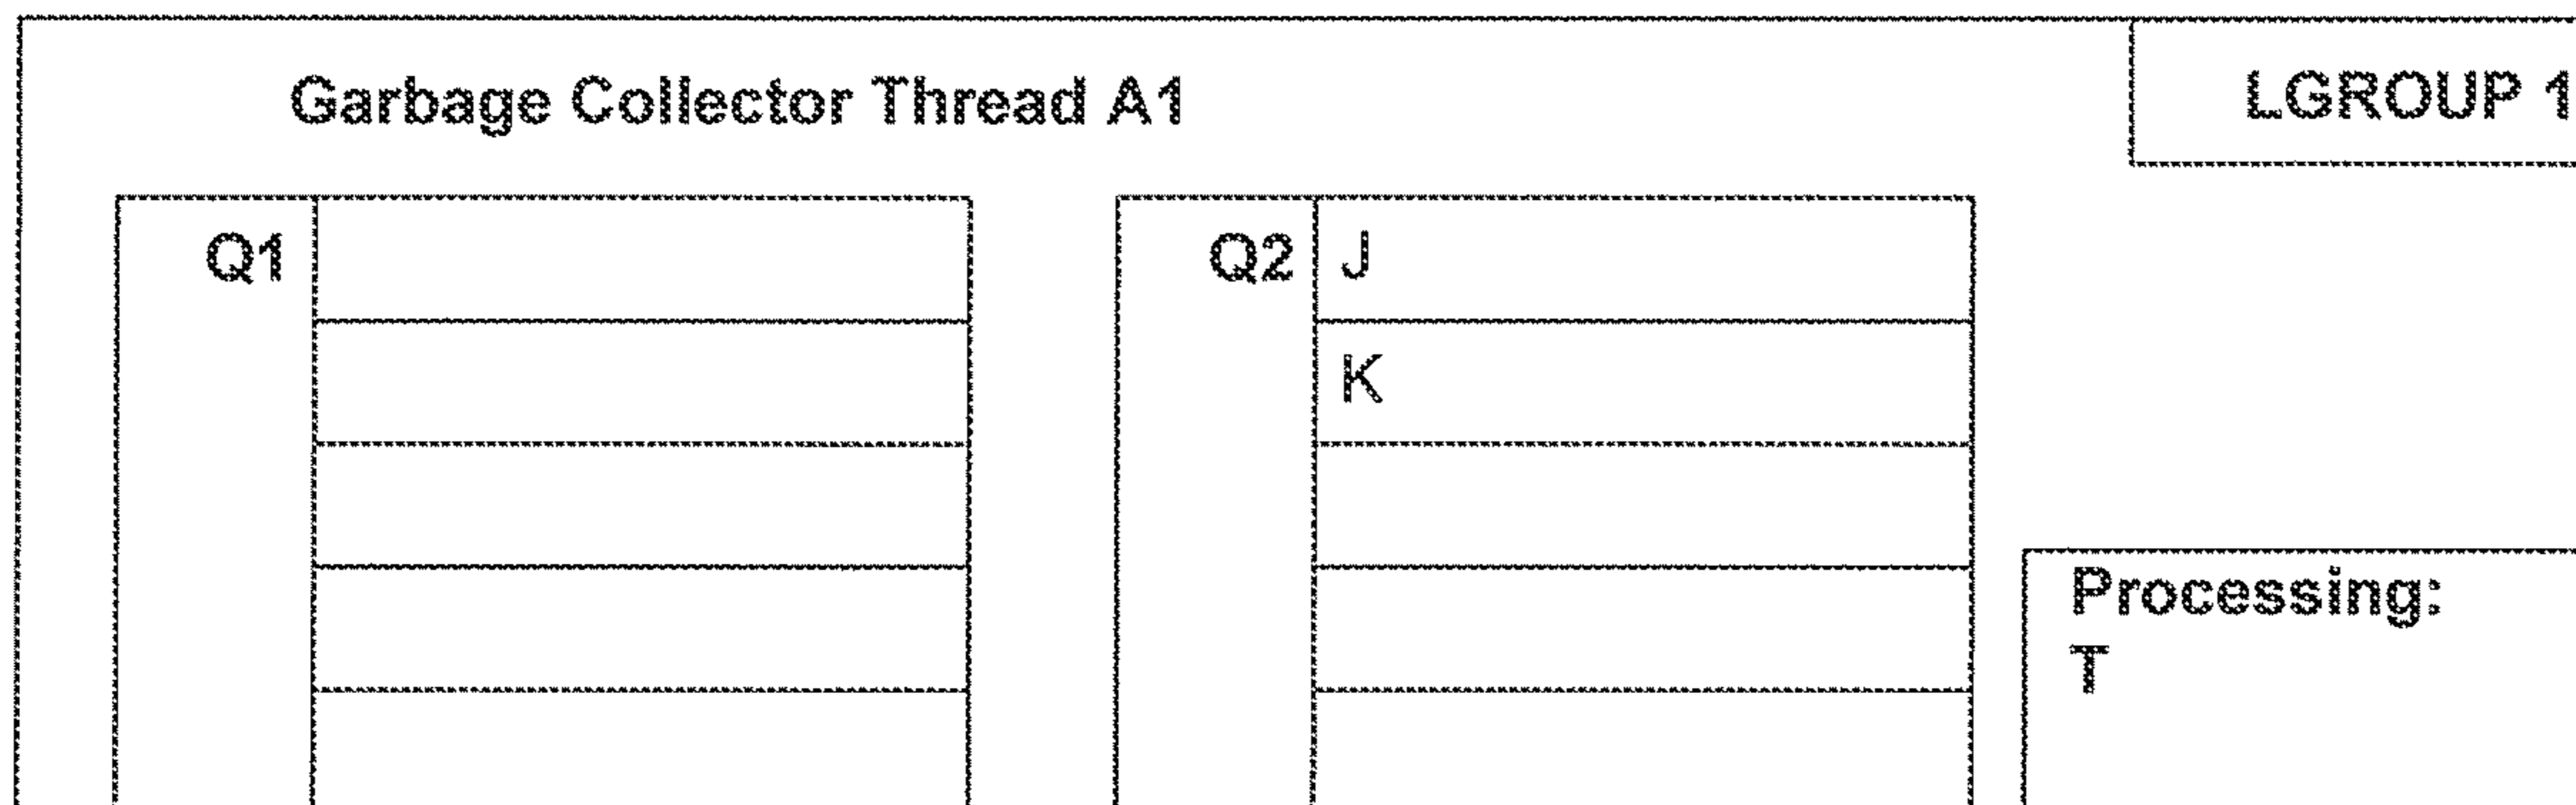 Garbage Collector Thread A1
LGROUP 1
Q1
Q2
J
K
Processing:
T